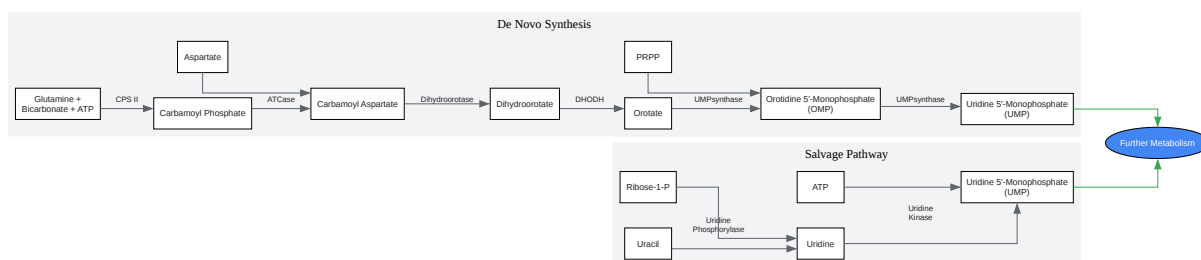 De Novo Synthesis
Aspartate
PRPP
Glutamine +
Bicarbonate + ATP
CPS II
Carbamoyl Phosphate
ATCase
Carbamoyl Aspartate
Dihydroorotase
Dihydroorotate
DHODH
Orotate
UMPsynthase
Orotidine 5'-Monophosphate
(OMP)
UMPsynthase
Uridine 5'-Monophosphate
(UMP)
Further Metabolism
Salvage Pathway
Ribose-1-P
ATP
Uridine 5'-Monophosphate
(UMP)
Uridine
Phosphorylase
Uridine
Kinase
Uracil
Uridine